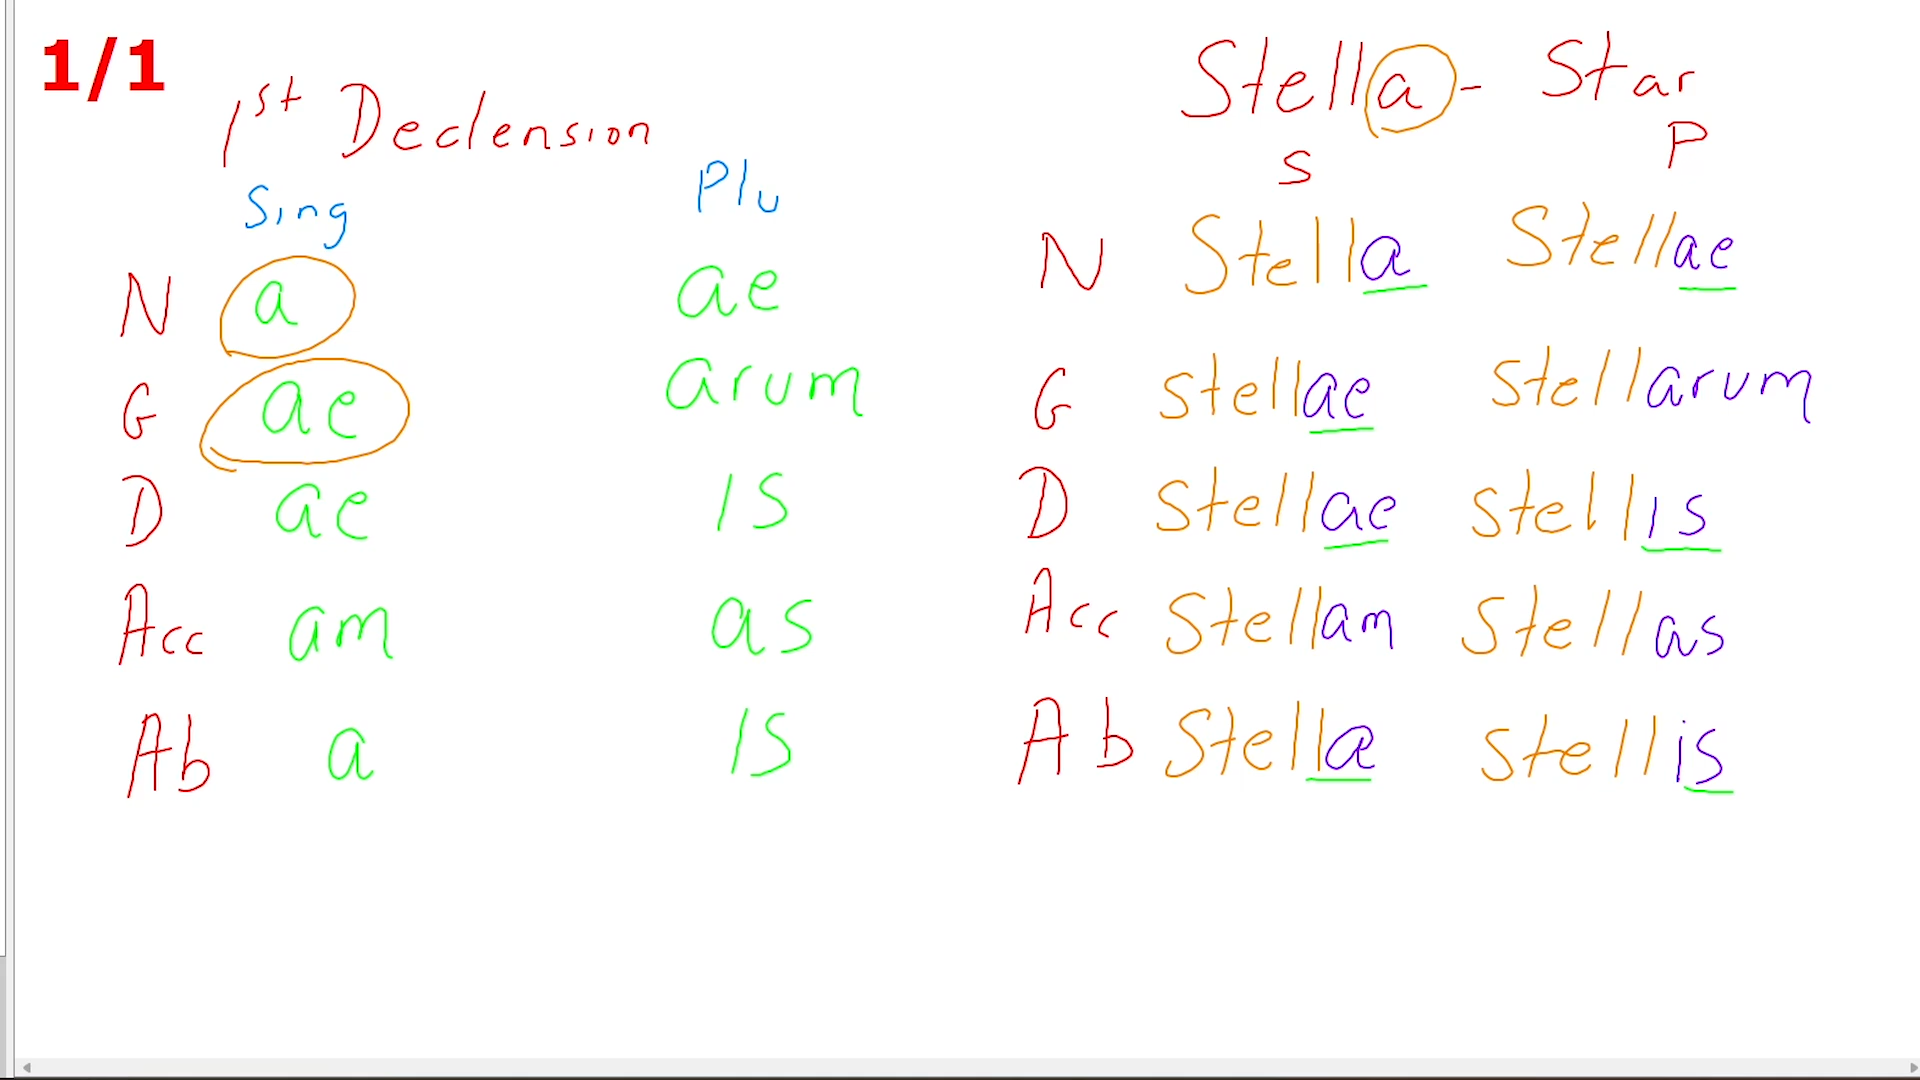 1/1
1st Declension
Sing Plu
N a ae
G ae arum
D ae is
Acc am as
Ab a is
Stella - Star
S P
N Stella Stellae
G stellae stellarum
D stellae stellis
Acc Stellam stellas
Ab Stella stellis